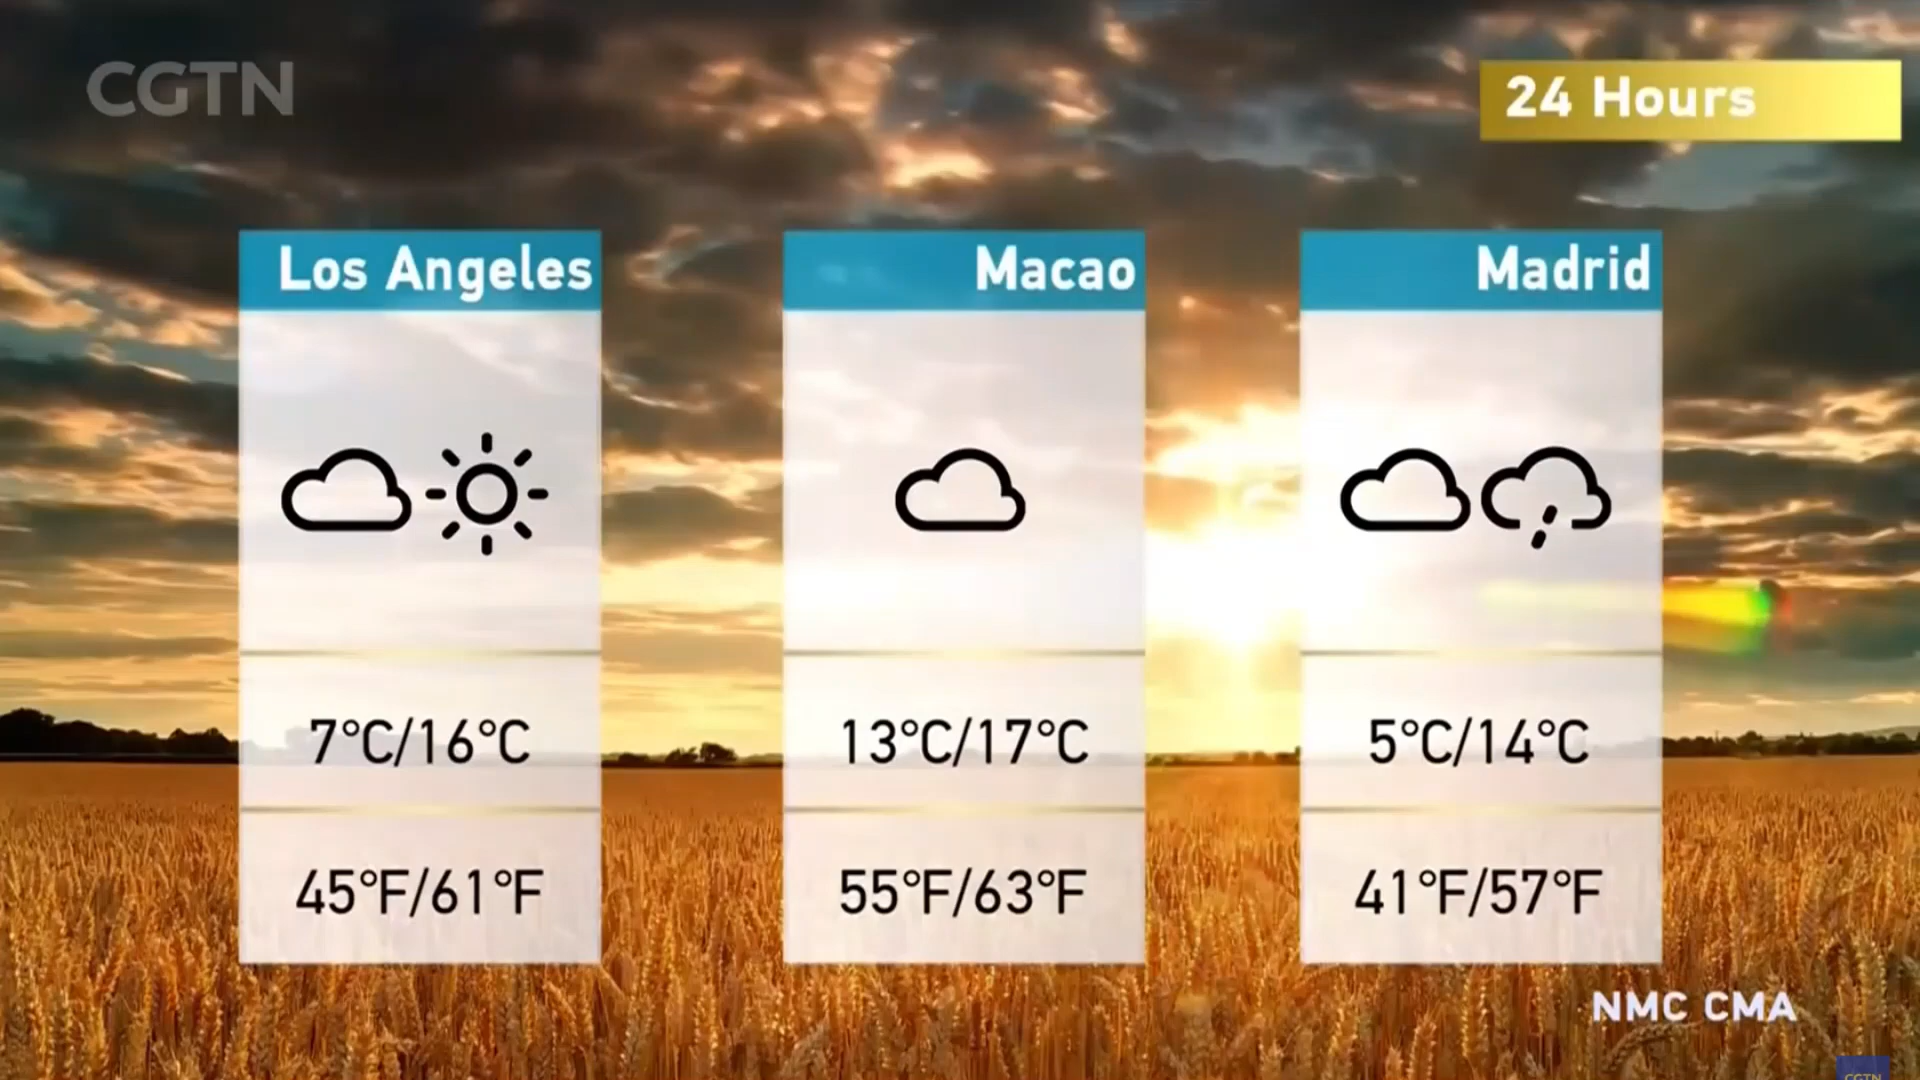 CGTN
24 Hours
Los Angeles
7°C/16°C
45°F/61°F
Macao
13°C/17°C
55°F/63°F
Madrid
5°C/14°C
41°F/57°F
NMC CMA
CGTN